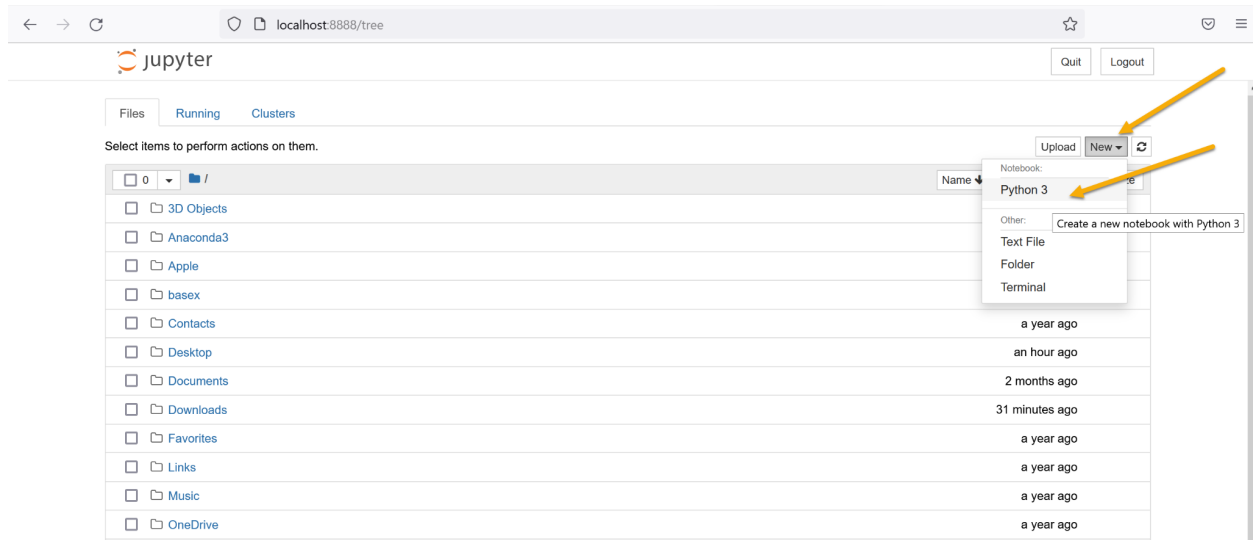 localhost:8888/tree
jupyter
Quit Logout
Files Running Clusters
Select items to perform actions on them.
Upload New
0 /
Name
Notebook:
Python 3
Other:
Create a new notebook with Python 3
Text File
Folder
Terminal
3D Objects
Anaconda3
Apple
basex
Contacts a year ago
Desktop an hour ago
Documents 2 months ago
Downloads 31 minutes ago
Favorites a year ago
Links a year ago
Music a year ago
OneDrive a year ago